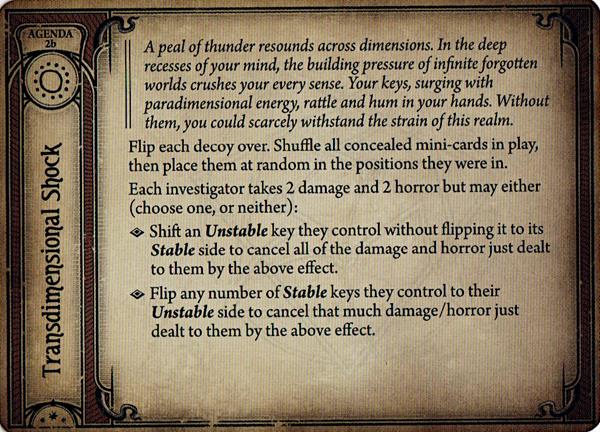 AGENDA
2b
Transdimensional Shock
A peal of thunder resounds across dimensions. In the deep
recesses of your mind, the building pressure of infinite forgotten
worlds crushes your every sense. Your keys, surging with
paradimensional energy, rattle and hum in your hands. Without
them, you could scarcely withstand the strain of this realm.
Flip each decoy over. Shuffle all concealed mini-cards in play,
then place them at random in the positions they were in.
Each investigator takes 2 damage and 2 horror but may either
(choose one, or neither):
Shift an Unstable key they control without flipping it to its
Stable side to cancel all of the damage and horror just dealt
to them by the above effect.
Flip any number of Stable keys they control to their
Unstable side to cancel that much damage/horror just
dealt to them by the above effect.